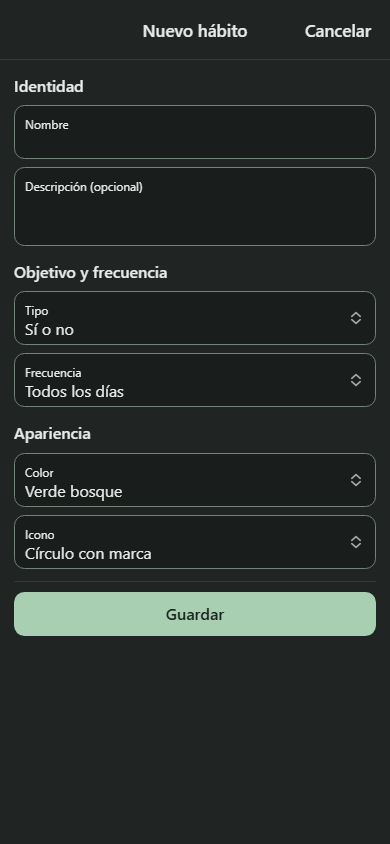 Nuevo hábito
Cancelar
Identidad
Nombre
Descripción (opcional)
Objetivo y frecuencia
Tipo
Sí o no
Frecuencia
Todos los días
Apariencia
Color
Verde bosque
Icono
Círculo con marca
Guardar